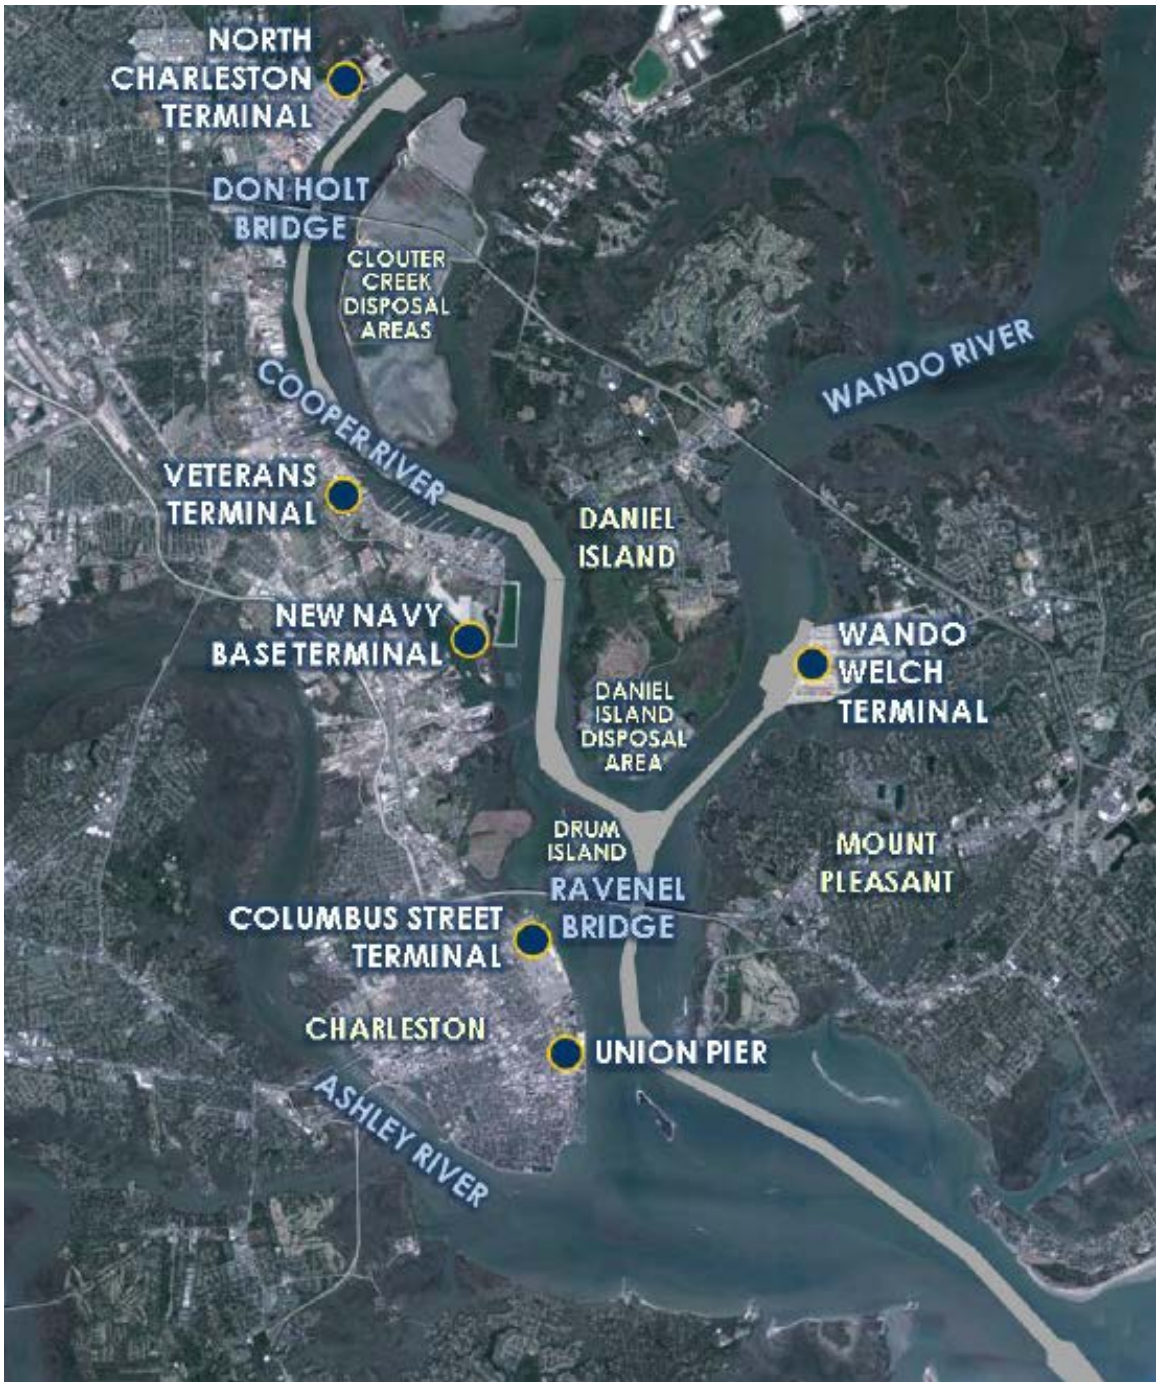 NORTH
CHARLESTON
TERMINAL
DON HOLT
BRIDGE
CLOUTER
CREEK
DISPOSAL
AREAS
WANDO RIVER
COOPER RIVER
VETERANS
TERMINAL
DANIEL
ISLAND
NEW NAVY
BASE TERMINAL
WANDO
WELCH
TERMINAL
DANIEL
ISLAND
DISPOSAL
AREA
DRUM
ISLAND
MOUNT
PLEASANT
RAVENEL
BRIDGE
COLUMBUS STREET
TERMINAL
CHARLESTON
UNION PIER
ASHLEY RIVER